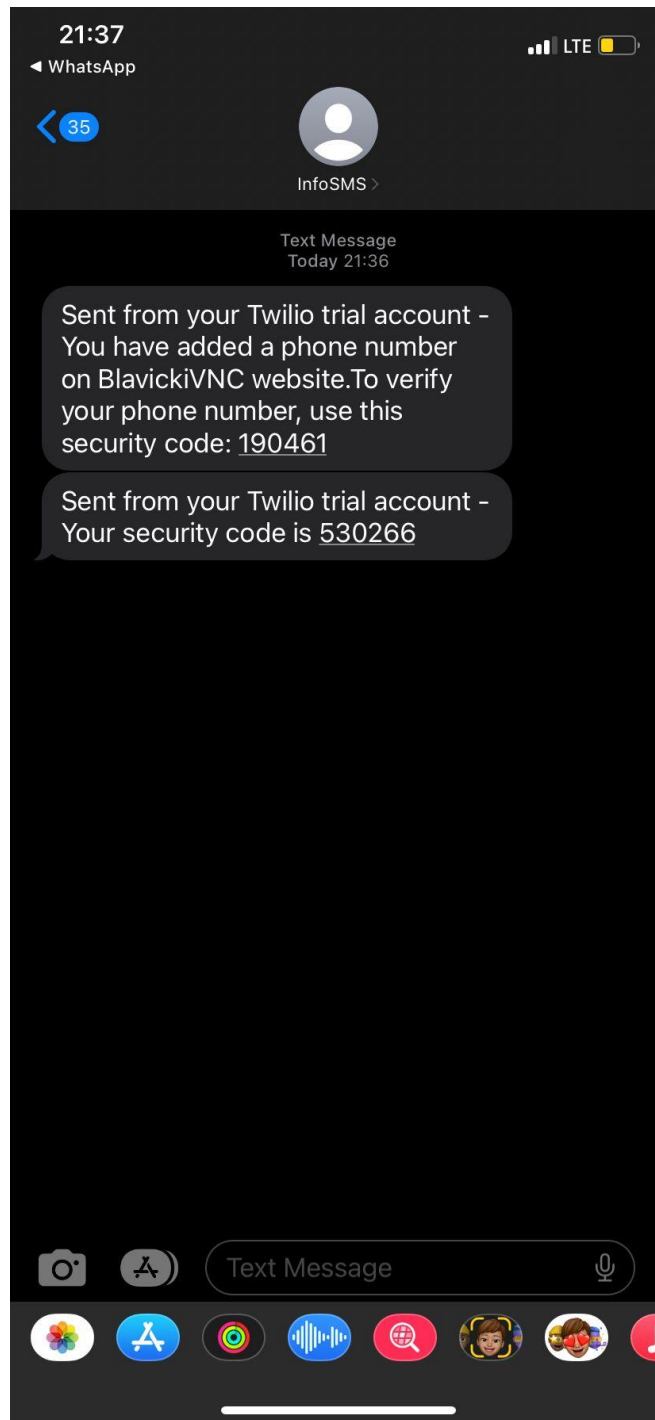 21:37
LTE
◀ WhatsApp
35
InfoSMS >
Text Message
Today 21:36
Sent from your Twilio trial account -
You have added a phone number
on BlavickiVNC website.To verify
your phone number, use this
security code: 190461
Sent from your Twilio trial account -
Your security code is 530266
Text Message